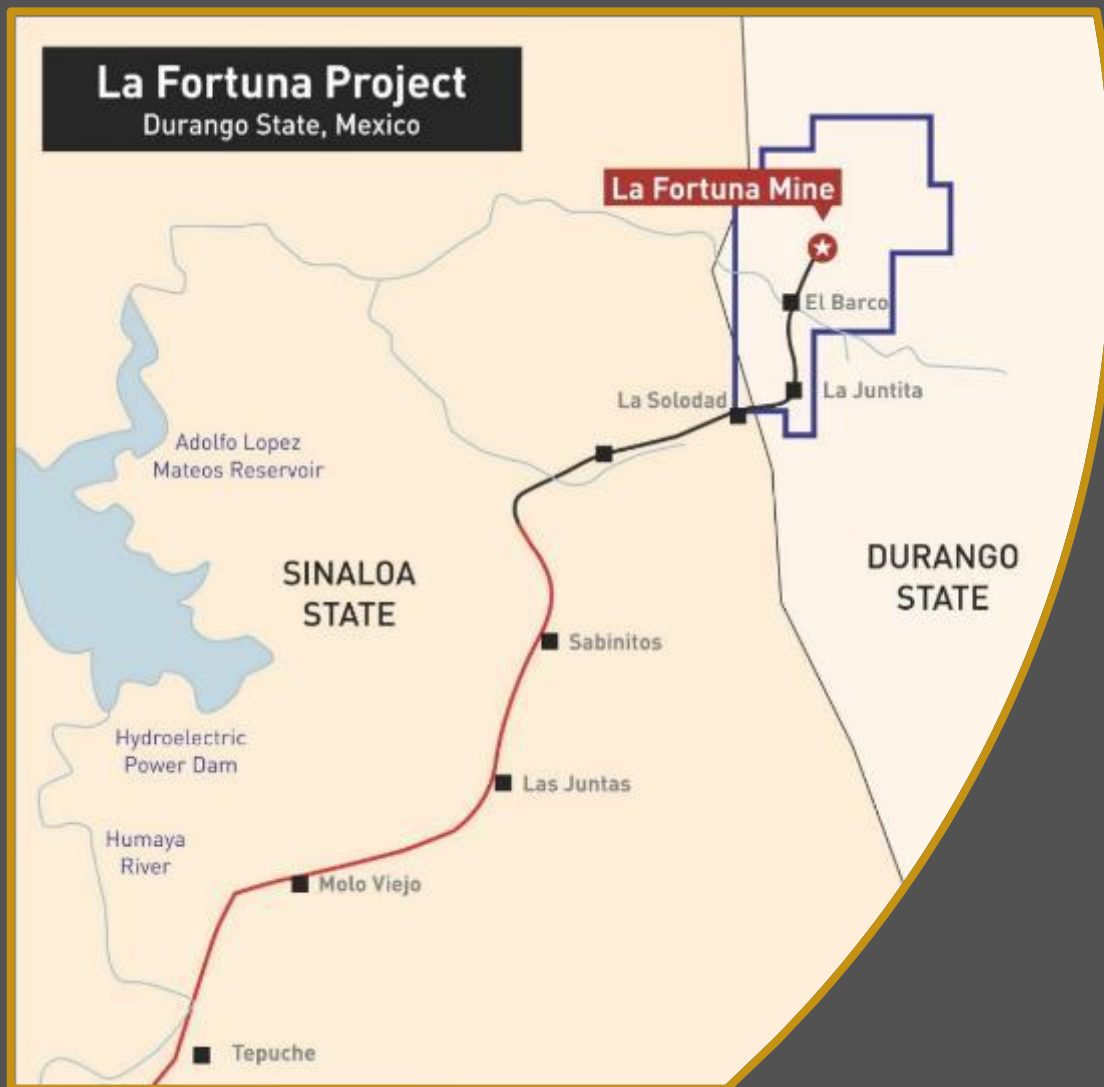 La Fortuna Project
Durango State, Mexico
La Fortuna Mine
El Barco
La Juntita
La Solodad
Adolfo Lopez
Mateos Reservoir
SINALOA
STATE
DURANGO
STATE
Sabinitos
Hydroelectric
Power Dam
Las Juntas
Humaya
River
Molo Viejo
Tepuche